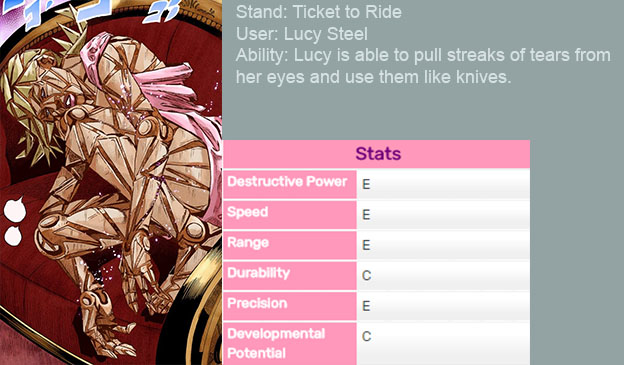 Stand: Ticket to Ride
User: Lucy Steel
Ability: Lucy is able to pull streaks of tears from
her eyes and use them like knives.
Stats
Destructive Power E
Speed E
Range E
Durability C
Precision E
Developmental C
Potential